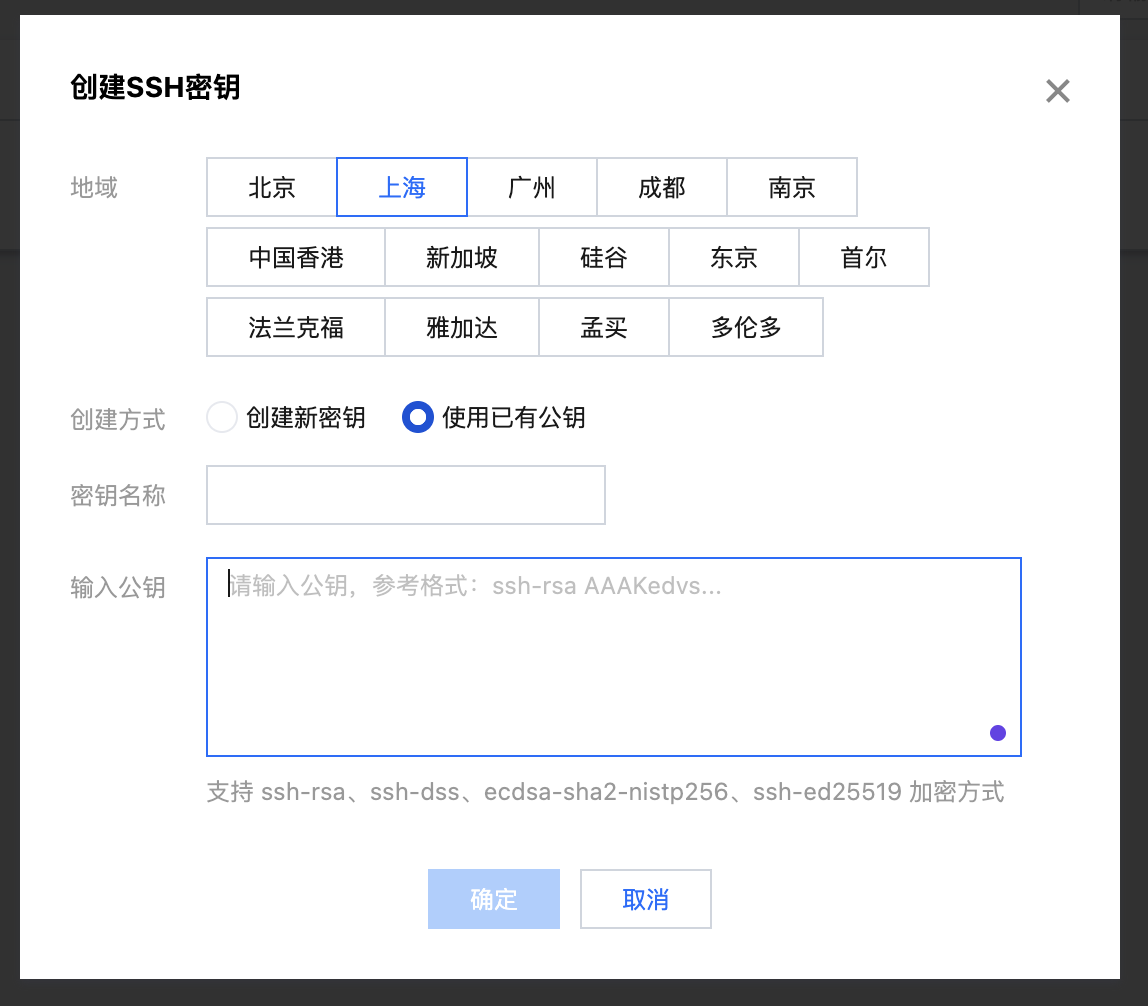 创建SSH密钥
地域 北京 上海 广州 成都 南京
中国香港 新加坡 硅谷 东京 首尔
法兰克福 雅加达 孟买 多伦多
创建方式 创建新密钥 使用已有公钥
密钥名称
输入公钥 请输入公钥，参考格式：ssh-rsa AAAKedvs...
支持 ssh-rsa、ssh-dss、ecdsa-sha2-nistp256、ssh-ed25519 加密方式
确定 取消